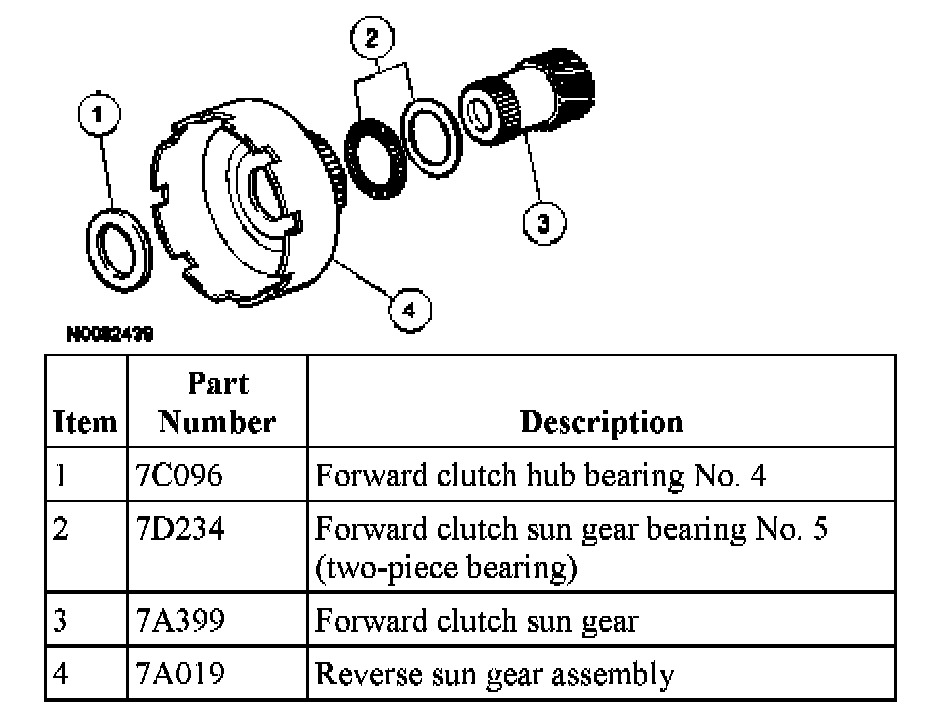 2
1
3
4
N0082439
Item
Part
Number
Description
1
7C096
Forward clutch hub bearing No. 4
2
7D234
Forward clutch sun gear bearing No. 5
(two-piece bearing)
3
7A399
Forward clutch sun gear
4
7A019
Reverse sun gear assembly